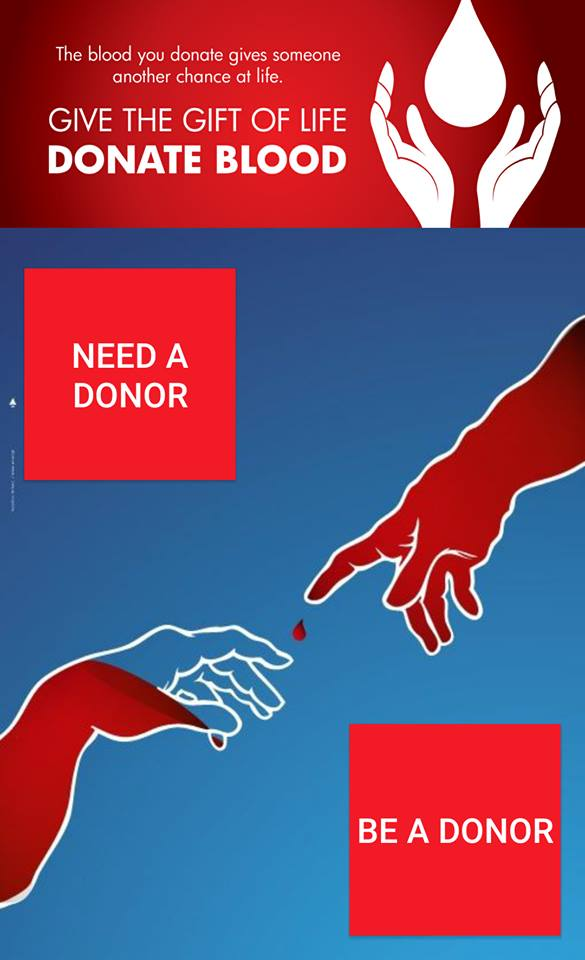 The blood you donate gives someone
another chance at life.
GIVE THE GIFT OF LIFE
DONATE BLOOD
NEED A
DONOR
BE A DONOR